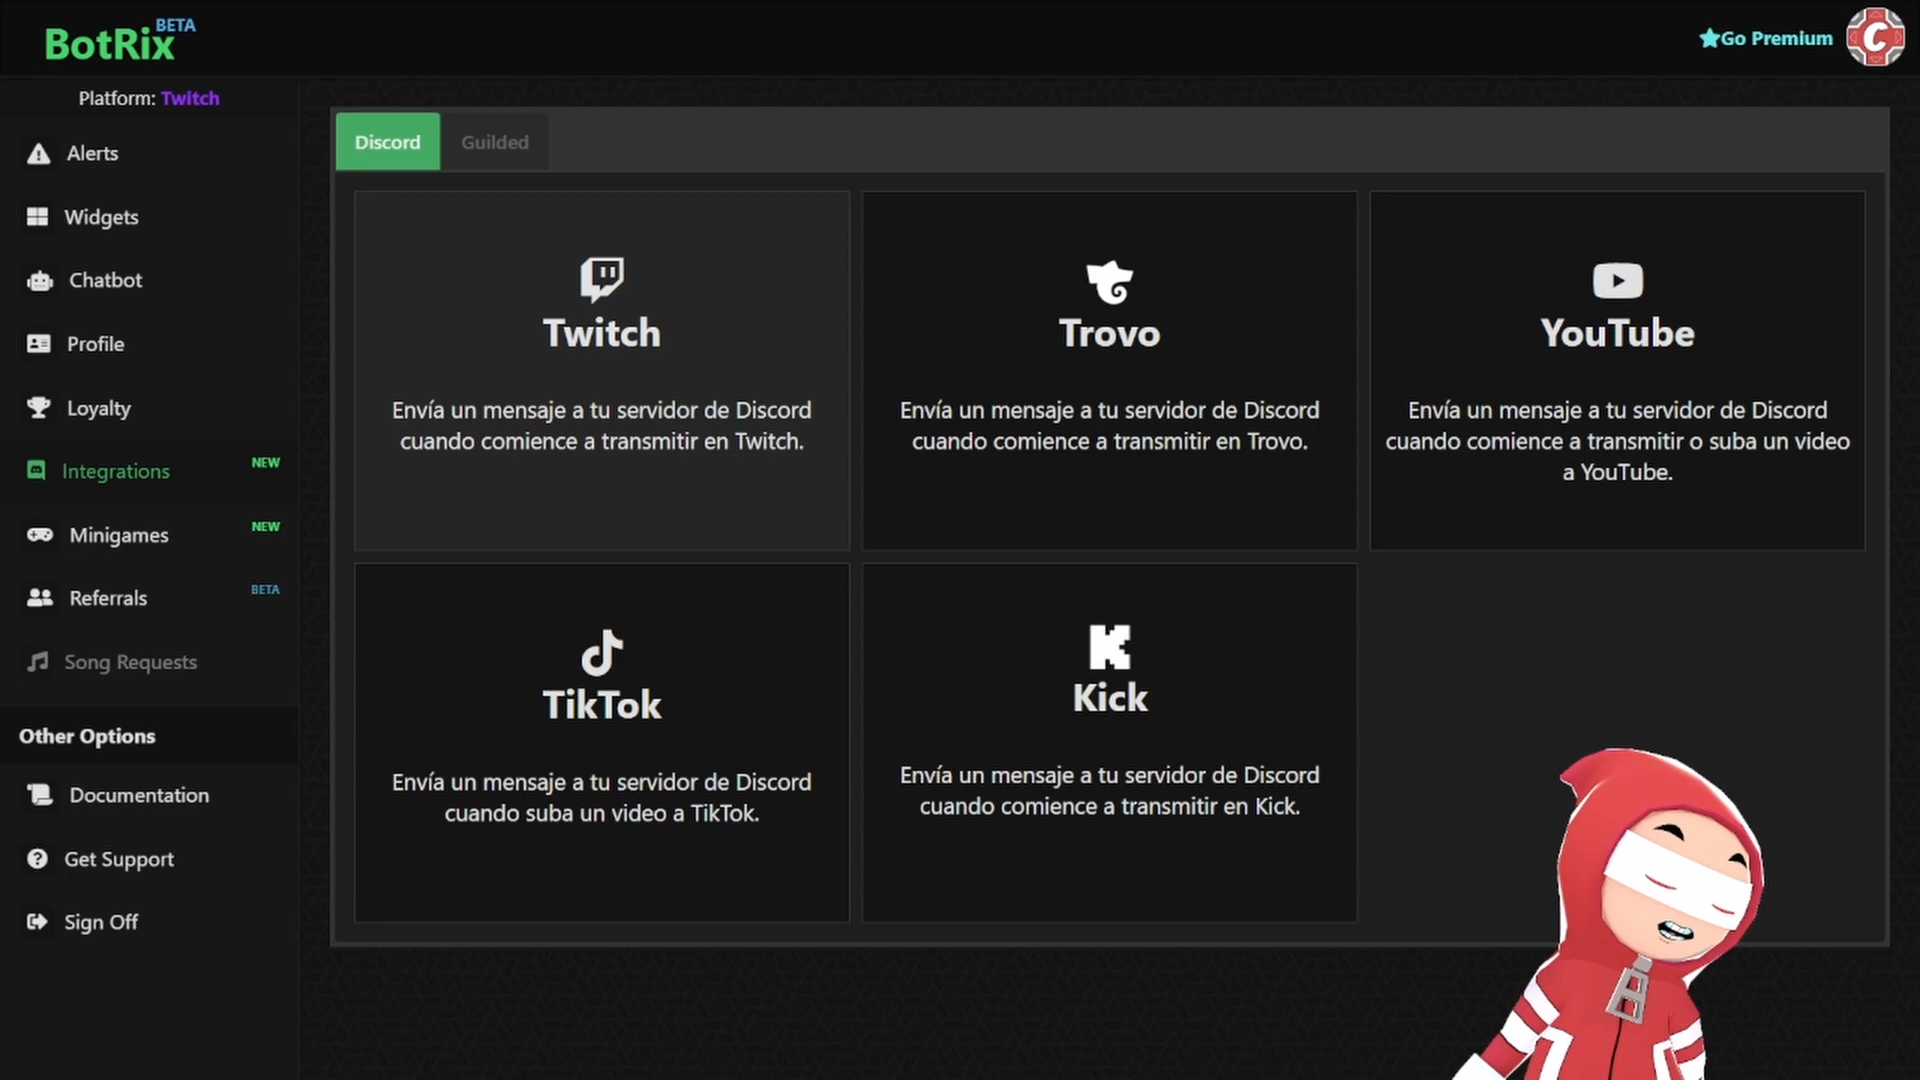 BotRix BETA
Go Premium
C
Platform: Twitch
Alerts
Widgets
Chatbot
Profile
Loyalty
Integrations NEW
Minigames NEW
Referrals BETA
Song Requests
Other Options
Documentation
Get Support
Sign Off
Discord
Guilded
Twitch
Envía un mensaje a tu servidor de Discord
cuando comience a transmitir en Twitch.
Trovo
Envía un mensaje a tu servidor de Discord
cuando comience a transmitir en Trovo.
YouTube
Envía un mensaje a tu servidor de Discord
cuando comience a transmitir o suba un video
a YouTube.
TikTok
Envía un mensaje a tu servidor de Discord
cuando suba un video a TikTok.
Kick
Envía un mensaje a tu servidor de Discord
cuando comience a transmitir en Kick.